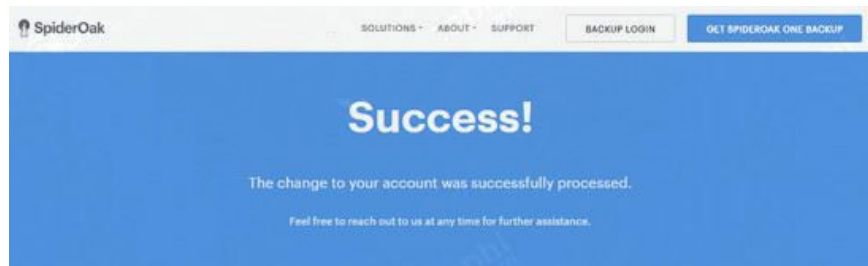 SpiderOak SOLUTIONS ABOUT SUPPORT BACKUP LOGIN GET SPIDEROAK ONE BACKUP
Success!
The change to your account was successfully processed.
Feel free to reach out to us at any time for further assistance.